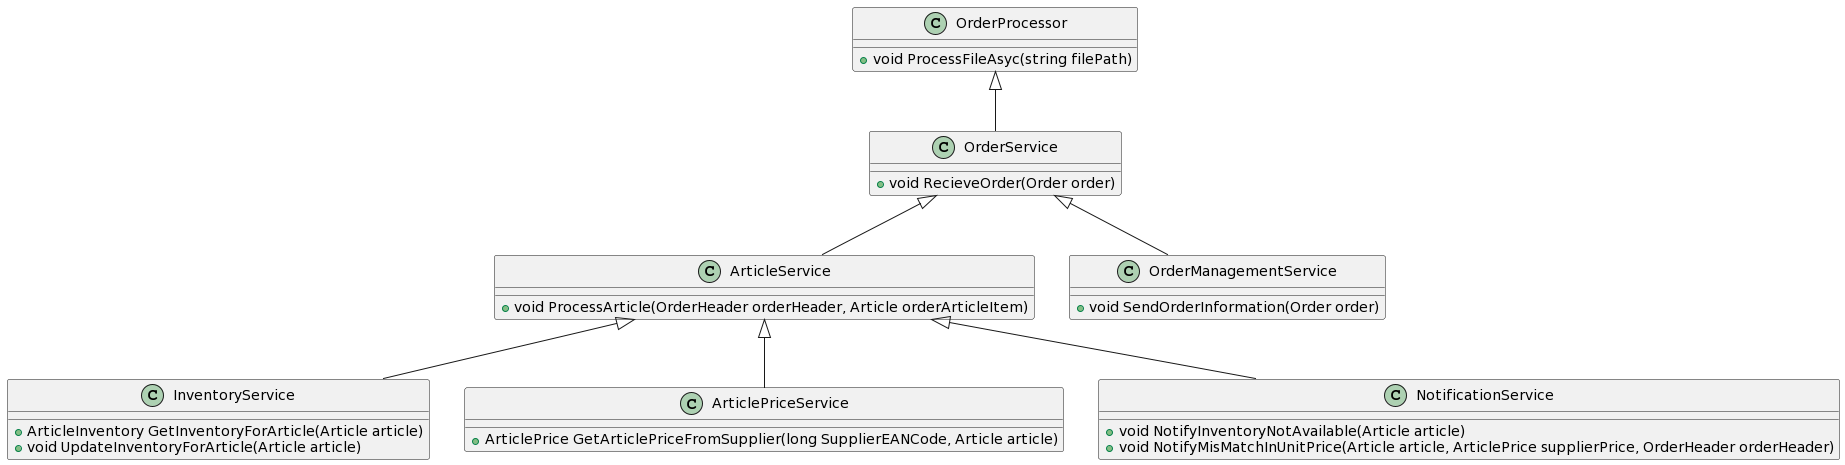 C OrderProcessor
void ProcessFileAsyc(string filePath)
C OrderService
void RecieveOrder(Order order)
C ArticleService
void ProcessArticle(OrderHeader orderHeader, Article orderArticleItem)
C OrderManagementService
void SendOrderInformation(Order order)
C InventoryService
ArticleInventory GetInventoryForArticle(Article article)
void UpdateInventoryForArticle(Article article)
C ArticlePriceService
ArticlePrice GetArticlePriceFromSupplier(long SupplierEANCode, Article article)
C NotificationService
void NotifyInventoryNotAvailable(Article article)
void NotifyMisMatchInUnitPrice(Article article, ArticlePrice supplierPrice, OrderHeader orderHeader)